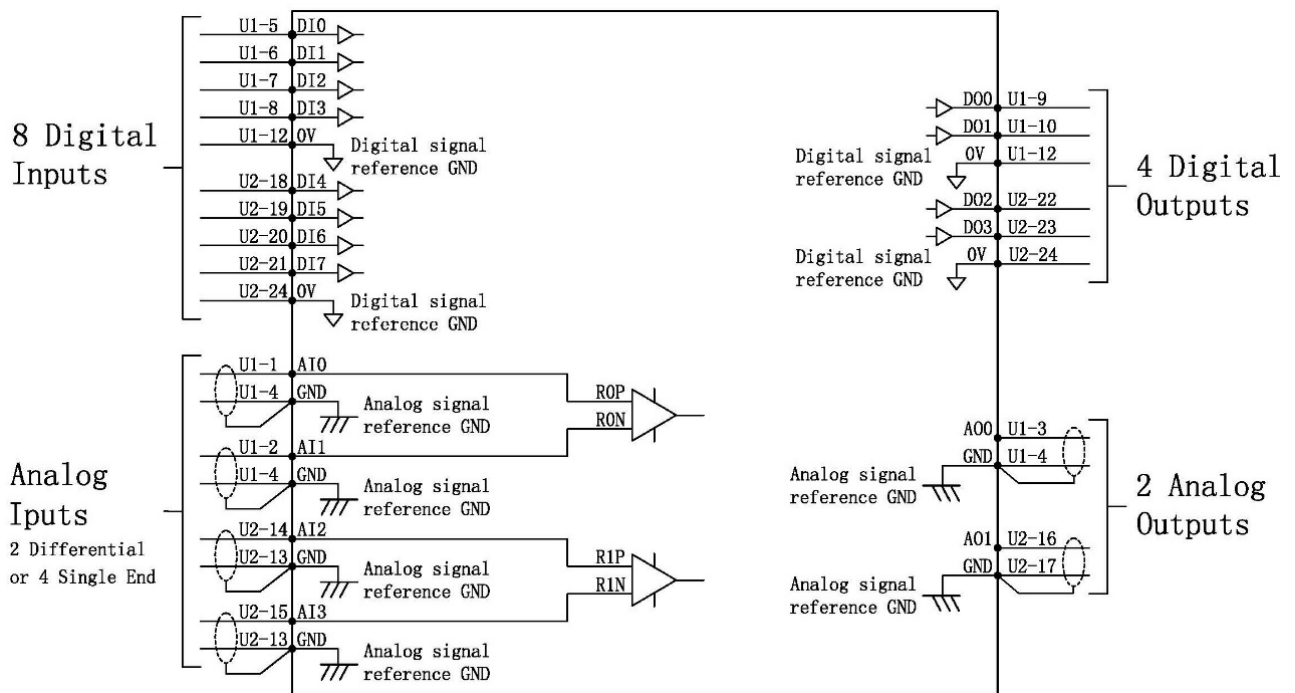 8 Digital
Inputs
U1-5 DI0
U1-6 DI1
U1-7 DI2
U1-8 DI3
U1-12 0V
Digital signal
reference GND
U2-18 DI4
U2-19 DI5
U2-20 DI6
U2-21 DI7
U2-24 0V
Digital signal
reference GND
Analog
Iputs
2 Differential
or 4 Single End
U1-1 AI0
U1-4 GND
Analog signal
reference GND
U1-2 AI1
U1-4 GND
Analog signal
reference GND
R0P
R0N
U2-14 AI2
U2-13 GND
Analog signal
reference GND
U2-15 AI3
U2-13 GND
Analog signal
reference GND
R1P
R1N
DO0 U1-9
DO1 U1-10
0V U1-12
Digital signal
reference GND
DO2 U2-22
DO3 U2-23
0V U2-24
Digital signal
reference GND
4 Digital
Outputs
AO0 U1-3
GND U1-4
Analog signal
reference GND
AO1 U2-16
GND U2-17
Analog signal
reference GND
2 Analog
Outputs